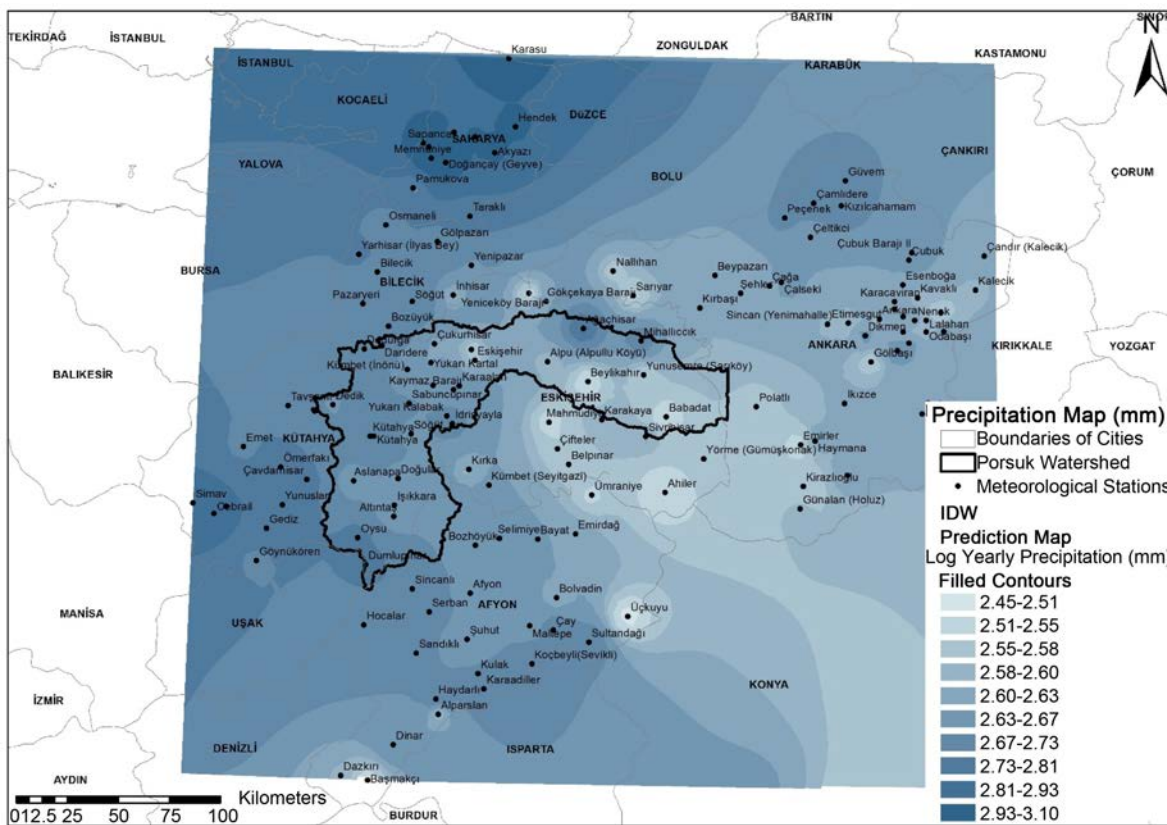 BARTIN
SINOP
N
TEKİRDAĞ
İSTANBUL
ZONGULDAK
KASTAMONU
Karasu
İSTANBUL
KARABÜK
KOCAELİ
DÜZCE
Hendek
Sapanca
SAKARYA
Memnuniye
Akyazı
Doğançay (Geyve)
YALOVA
BOLU
ÇANKIRI
ÇORUM
Pamukova
Güvem
Çamlıdere
Peçenek
Kızılcahamam
Taraklı
Osmaneli
Çeltikci
Gölpazarı
Çubuk Barajı II
Çubuk
Çandır (Kalecik)
Yarhisar (İlyas Bey)
Yenipazar
Nallıhan
BURSA
Bilecik
BİLECİK
Beypazarı
Çağa
Esenboğa
Kalecik
İnhisar
Sarıyar
Çalseki
Pazaryeri
Söğüt
Yeniceköy Barajı
Gökçekaya Barajı
Kırbaşı
Karacaviran
Kavaklı
Bozüyük
Mihallıccık
Sincan (Yenimahalle)
Etimesgut
Ankara
Nenek
Dikmen
Lalahan
Odabaşı
ANKARA
KIRIKKALE
YOZGAT
Çukurhisar
Darıdere
Eskişehir
Alpu (Alpullu Köyü)
Gölbaşı
Kümbet (İnönü)
Yukarı Kartal
Yunusemre (Sarıköy)
BALIKESİR
Kaymaz Barajı
Karaalan
Beylikahır
Sabuncupınar
ESKİŞEHİR
İkizce
Tavşanlı
Dedik
Yukarı Kalabak
İdrisyayla
Mahmudiye
Karakaya
Babadat
Polatlı
Kütahya
Söğüt
Sivrihisar
KÜTAHYA
Kütahya
Emet
Çifteler
Emirler
Haymana
Ömerfakı
Belpınar
Yörme (Gümüşkonak)
Çavdarhisar
Aslanapa
Doğular
Kırka
Kümbet (Seyitgazi)
Kirazlıoğlu
Simav
Yunuslar
Işıkkara
Ümraniye
Ahiler
Günalan (Holuz)
Altıntaş
Gediz
Oysu
Selimiye
Bayat
Emirdağ
Bozhöyük
Göynükören
Dumlupınar
Sincanlı
Afyon
Bolvadin
MANİSA
AFYON
Serban
Üçkuyu
UŞAK
Hocalar
Şuhut
Çay
Maltepe
Sultandağı
Sandıklı
Koçbeyli(Sevikli)
Kulak
KONYA
İZMİR
Karaadiller
Haydarlı
Alparslan
DENİZLİ
Dinar
ISPARTA
AYDIN
Dazkırı
Başmakçı
BURDUR
Kilometers
0 12.5 25 50 75 100
Precipitation Map (mm)
Boundaries of Cities
Porsuk Watershed
Meteorological Stations
IDW
Prediction Map
Log Yearly Precipitation (mm)
Filled Contours
2.45-2.51
2.51-2.55
2.55-2.58
2.58-2.60
2.60-2.63
2.63-2.67
2.67-2.73
2.73-2.81
2.81-2.93
2.93-3.10